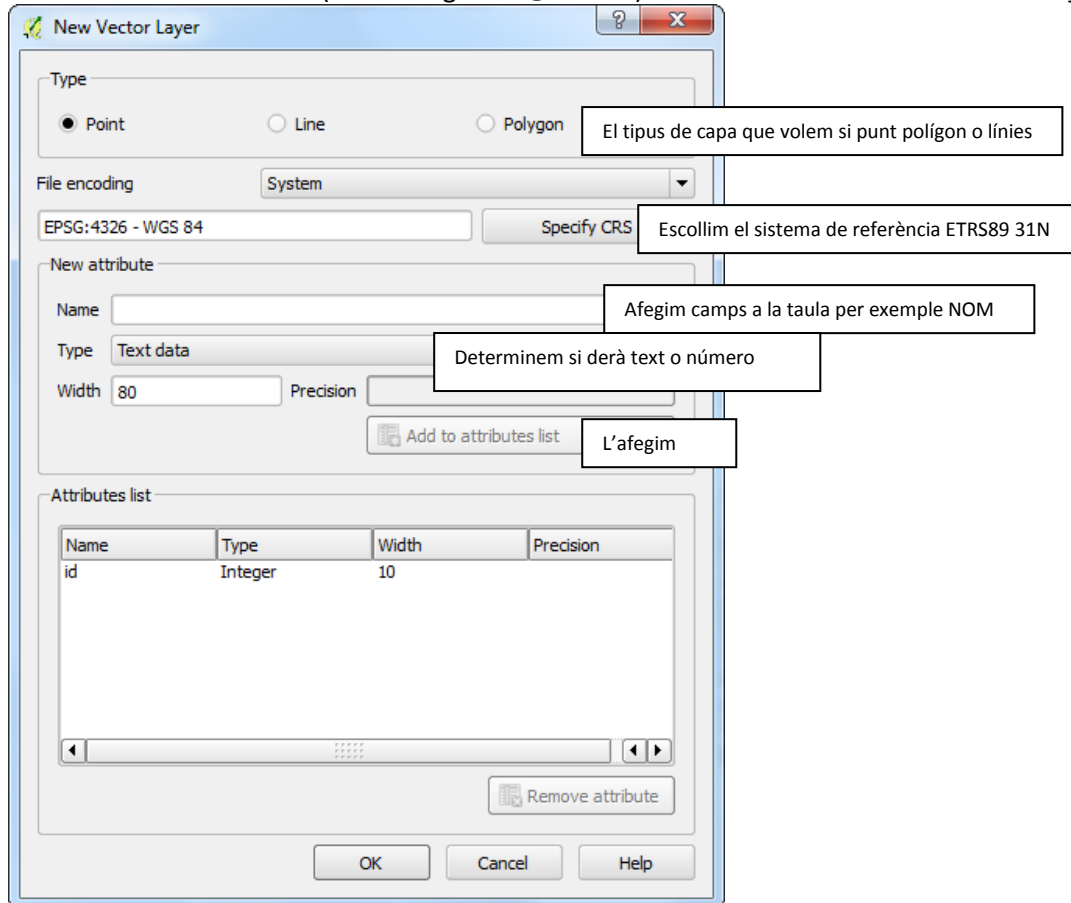 New Vector Layer
Type
Point
Line
Polygon
El tipus de capa que volem si punt polígon o línies
File encoding
System
EPSG:4326 - WGS 84
Specify CRS
Escollim el sistema de referència ETRS89 31N
New attribute
Name
Afegim camps a la taula per exemple NOM
Type
Text data
Determinem si derà text o número
Width
80
Precision
Add to attributes list
L'afegim
Attributes list
Name Type Width Precision
id Integer 10
Remove attribute
OK
Cancel
Help